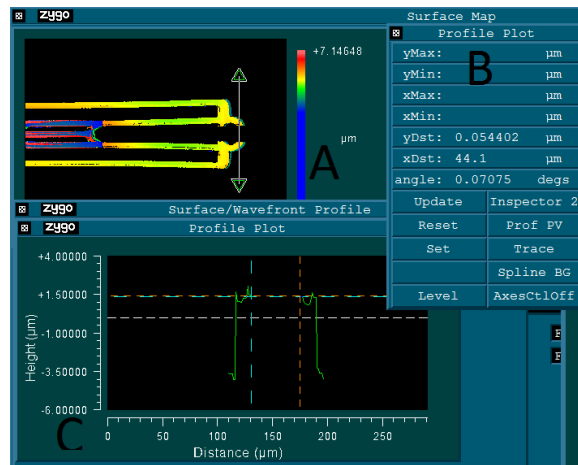 zygo Surface Map
Profile Plot
+7.14648
µm
A
B
yMax: µm
yMin: µm
xMax: µm
xMin: µm
yDst: 0.054402 µm
xDst: 44.1 µm
angle: 0.07075 degs
Update Inspector 2
Reset Prof PV
Set Trace
Spline BG
Level AxesCtlOff
zygo Surface/Wavefront Profile
zygo Profile Plot
+4.00000
+1.50000
-1.00000
-3.50000
-6.00000
Height (µm)
C
0 50 100 150 200 250
Distance (µm)